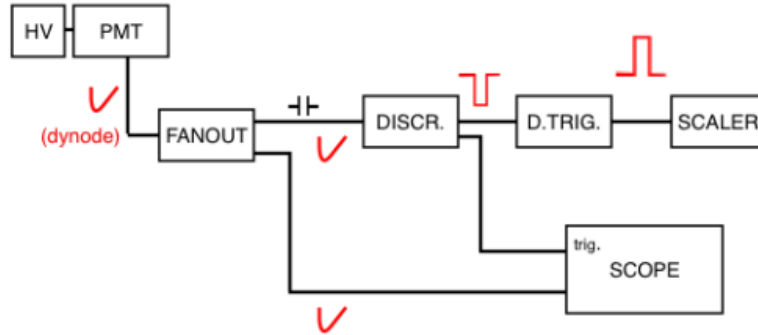 HV
PMT
(dynode)
FANOUT
DISCR.
D.TRIG.
SCALER
trig.
SCOPE